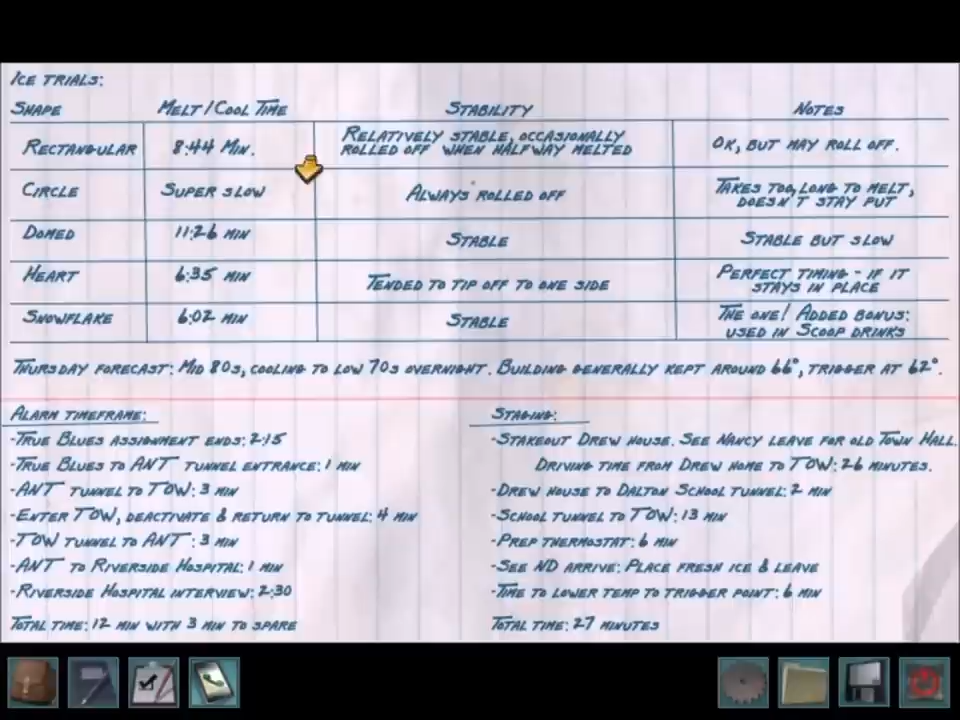 ICE TRIALS:
SHAPE MELT/COOL TIME STABILITY NOTES
RECTANGULAR 8:44 MIN. RELATIVELY STABLE, OCCASIONALLY ROLLED OFF WHEN HALFWAY MELTED OK, BUT MAY ROLL OFF.
CIRCLE SUPER SLOW ALWAYS ROLLED OFF TAKES TOO LONG TO MELT, DOESN'T STAY PUT
DOMED 11:26 MIN STABLE STABLE BUT SLOW
HEART 6:35 MIN TENDED TO TIP OFF TO ONE SIDE PERFECT TIMING - IF IT STAYS IN PLACE
SNOWFLAKE 6:02 MIN STABLE THE ONE! ADDED BONUS: USED IN SCOOP DRINKS
THURSDAY FORECAST: MID 80S, COOLING TO LOW 70S OVERNIGHT. BUILDING GENERALLY KEPT AROUND 66°, TRIGGER AT 62°.
ALARM TIMEFRAME:
-TRUE BLUES ASSIGNMENT ENDS: 2:15
-TRUE BLUES TO ANT TUNNEL ENTRANCE: 1 MIN
-ANT TUNNEL TO TOW: 3 MIN
-ENTER TOW, DEACTIVATE & RETURN TO TUNNEL: 4 MIN
-TOW TUNNEL TO ANT: 3 MIN
-ANT TO RIVERSIDE HOSPITAL: 1 MIN
-RIVERSIDE HOSPITAL INTERVIEW: 2:30
TOTAL TIME: 12 MIN WITH 3 MIN TO SPARE
STAGING:
-STAKEOUT DREW HOUSE. SEE NANCY LEAVE FOR OLD TOWN HALL.
DRIVING TIME FROM DREW HOME TO TOW: 26 MINUTES.
-DREW HOUSE TO DALTON SCHOOL TUNNEL: 2 MIN
-SCHOOL TUNNEL TO TOW: 13 MIN
-PREP THERMOSTAT: 6 MIN
-SEE ND ARRIVE: PLACE FRESH ICE & LEAVE
-TIME TO LOWER TEMP TO TRIGGER POINT: 6 MIN
TOTAL TIME: 27 MINUTES